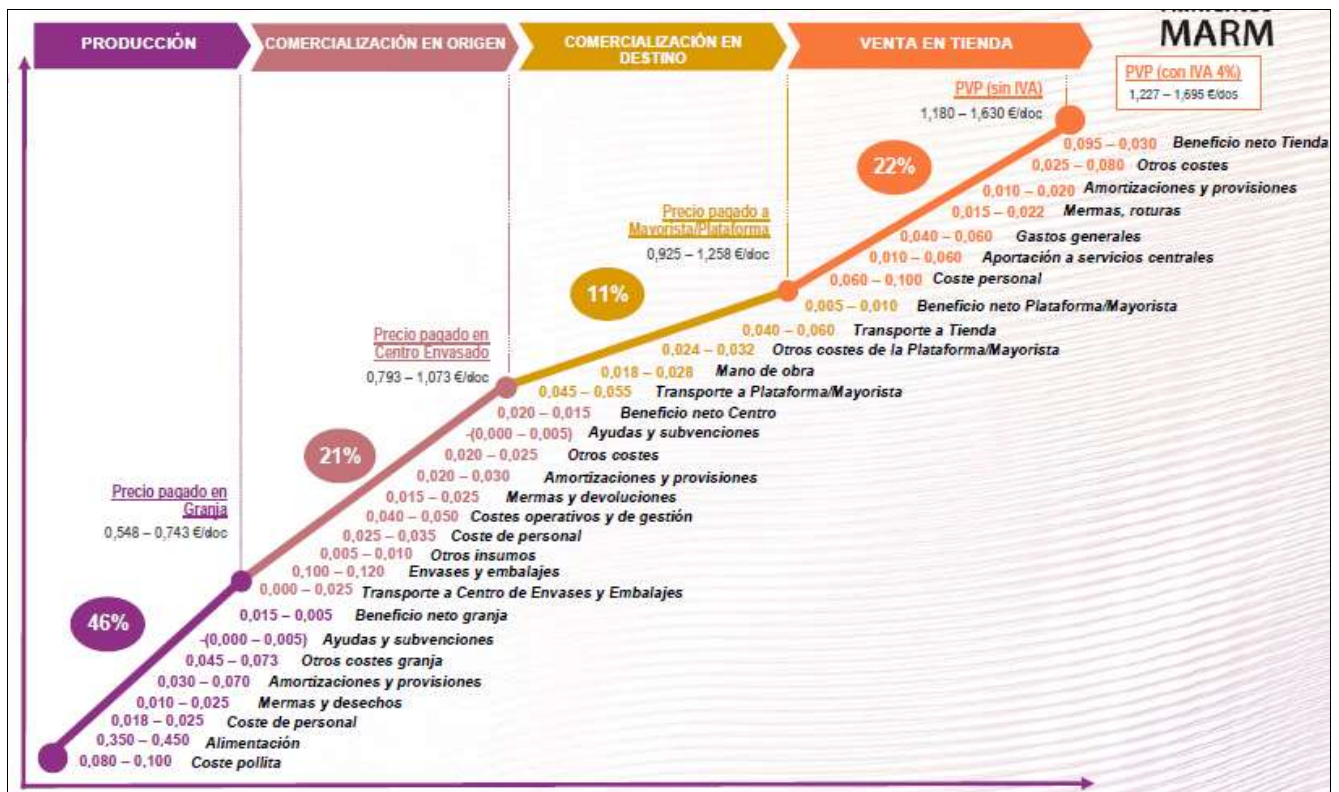 MARM
PRODUCCIÓN
COMERCIALIZACIÓN EN ORIGEN
COMERCIALIZACIÓN EN
DESTINO
VENTA EN TIENDA
PVP (con IVA 4%)
1,227 – 1,695 €/dos
PVP (sin IVA)
1,180 – 1,630 €/doc
0,095 – 0,030 Beneficio neto Tienda
0,025 – 0,080 Otros costes
0,010 – 0,020 Amortizaciones y provisiones
0,015 – 0,022 Mermas, roturas
0,040 – 0,060 Gastos generales
0,010 – 0,060 Aportación a servicios centrales
0,060 – 0,100 Coste personal
22%
Precio pagado a
Mayorista/Plataforma
0,925 – 1,258 €/doc
11%
0,005 – 0,010 Beneficio neto Plataforma/Mayorista
0,040 – 0,060 Transporte a Tienda
0,024 – 0,032 Otros costes de la Plataforma/Mayorista
0,018 – 0,028 Mano de obra
0,045 – 0,055 Transporte a Plataforma/Mayorista
Precio pagado en
Centro Envasado
0,793 – 1,073 €/doc
21%
0,020 – 0,015 Beneficio neto Centro
-(0,000 – 0,005) Ayudas y subvenciones
0,020 – 0,025 Otros costes
0,020 – 0,030 Amortizaciones y provisiones
0,015 – 0,025 Mermas y devoluciones
0,040 – 0,050 Costes operativos y de gestión
0,025 – 0,035 Coste de personal
0,005 – 0,010 Otros insumos
0,100 – 0,120 Envases y embalajes
0,000 – 0,025 Transporte a Centro de Envases y Embalajes
Precio pagado en
Granja
0,548 – 0,743 €/doc
46%
0,015 – 0,005 Beneficio neto granja
-(0,000 – 0,005) Ayudas y subvenciones
0,045 – 0,073 Otros costes granja
0,030 – 0,070 Amortizaciones y provisiones
0,010 – 0,025 Mermas y desechos
0,018 – 0,025 Coste de personal
0,350 – 0,450 Alimentación
0,080 – 0,100 Coste pollita